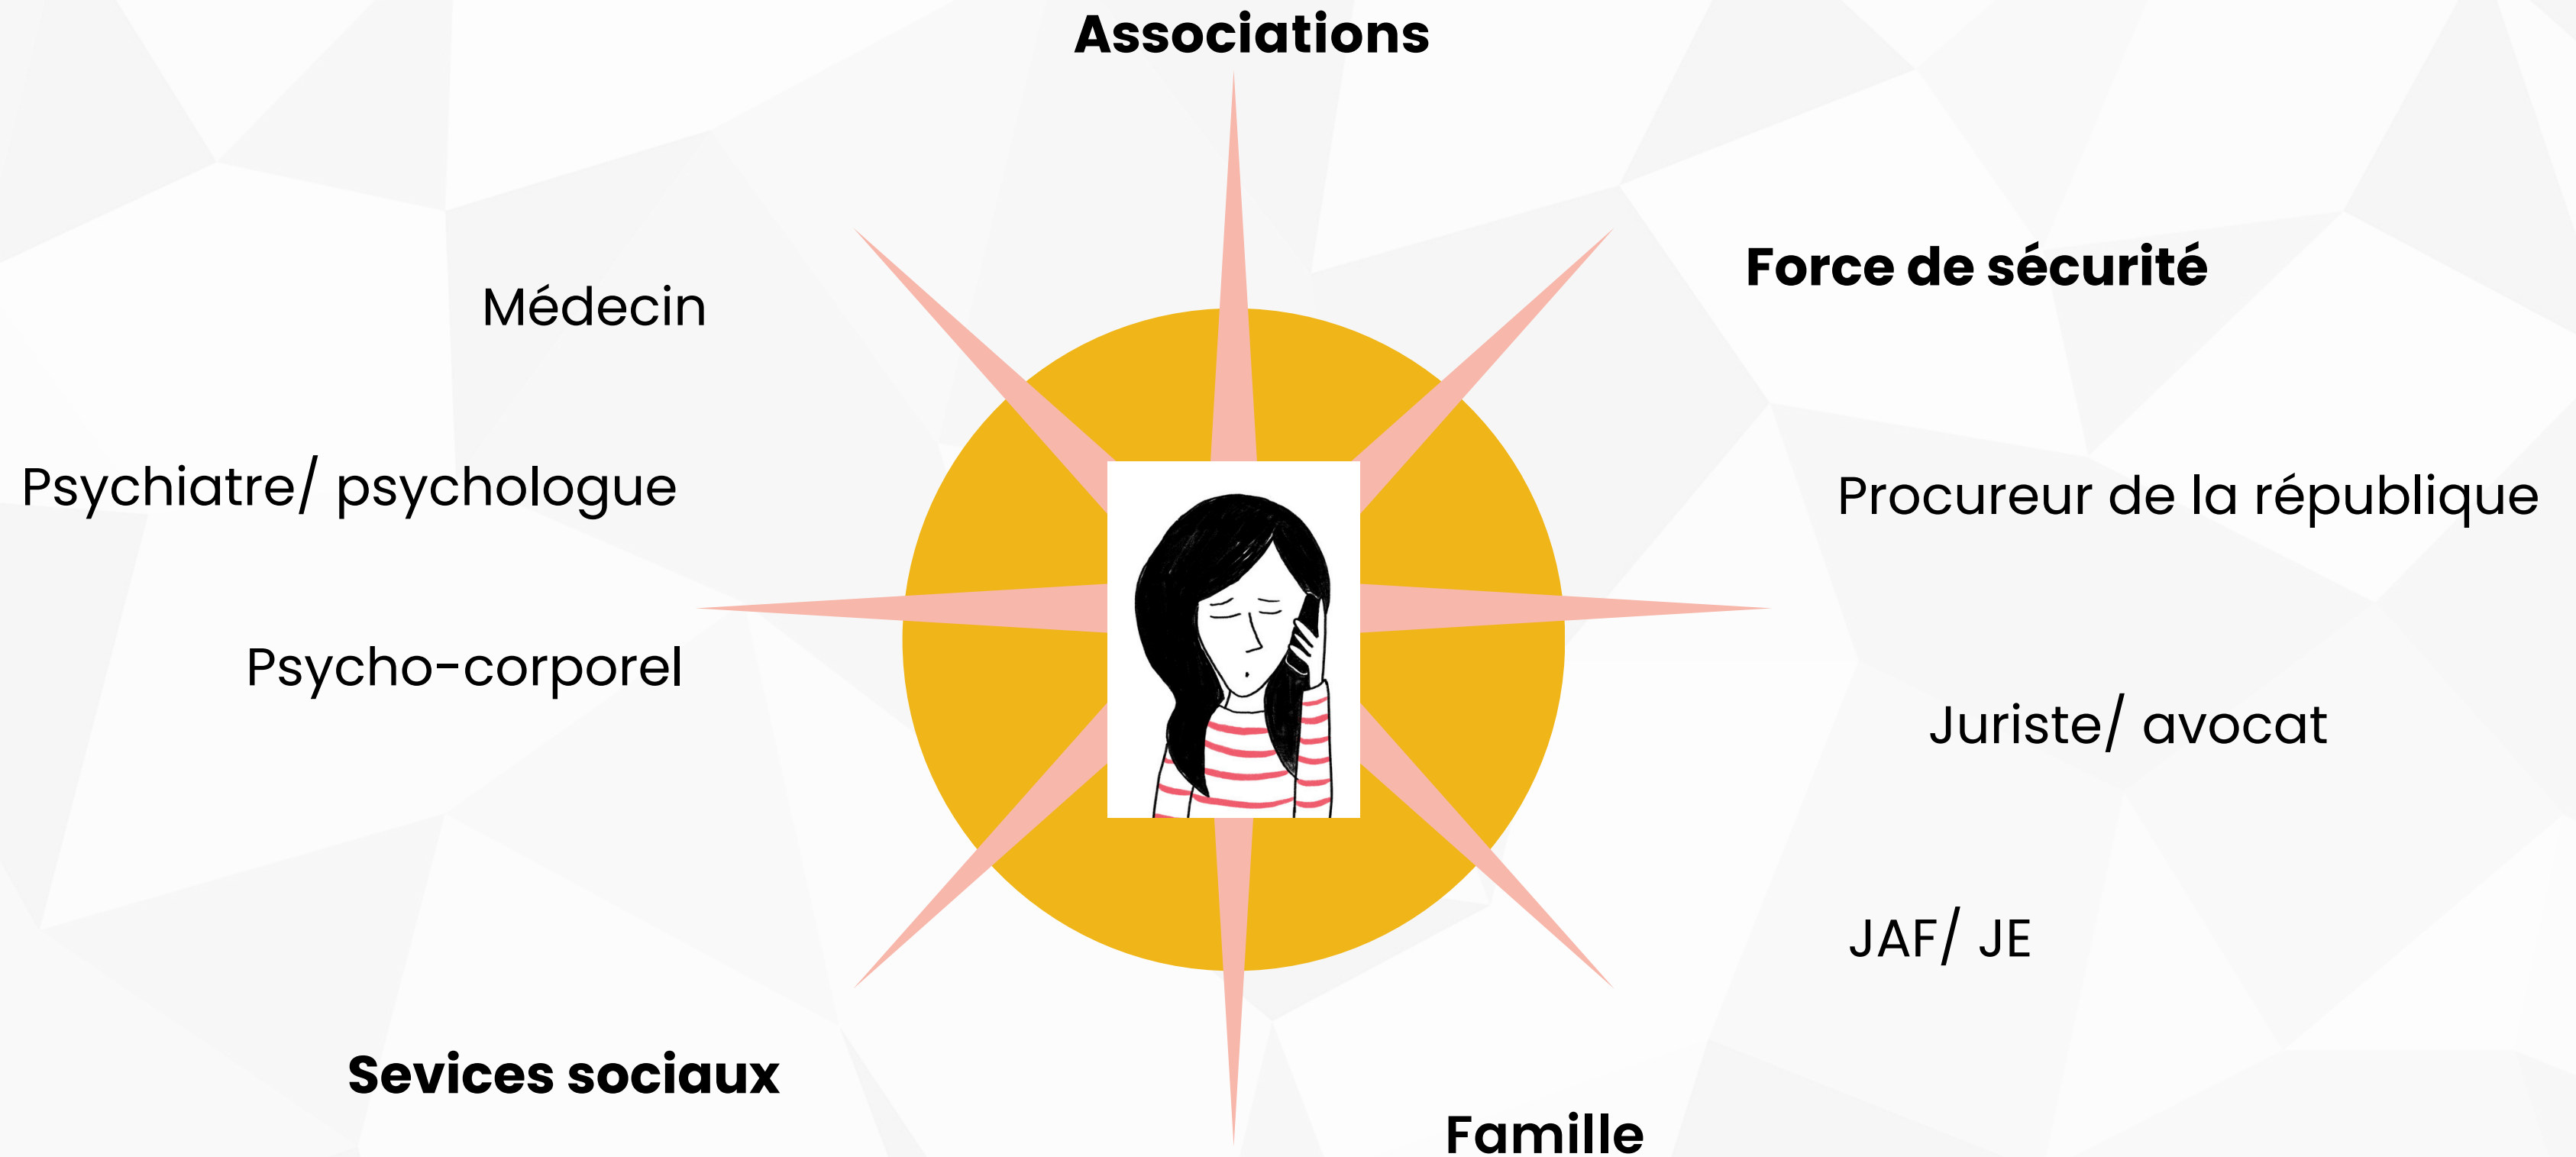 Associations
Force de sécurité
Médecin
Psychiatre/ psychologue
Procureur de la république
Psycho-corporel
Juriste/ avocat
JAF/ JE
Sevices sociaux
Famille